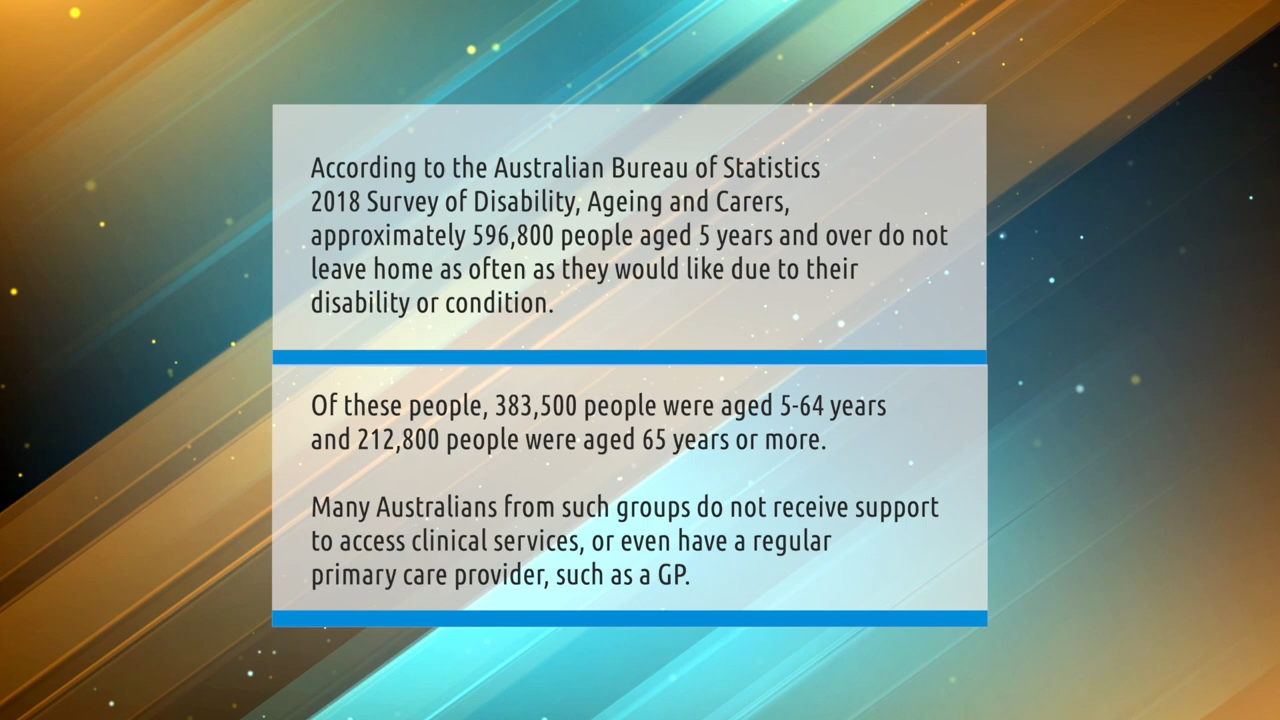 According to the Australian Bureau of Statistics
2018 Survey of Disability, Ageing and Carers,
approximately 596,800 people aged 5 years and over do not
leave home as often as they would like due to their
disability or condition.
Of these people, 383,500 people were aged 5-64 years
and 212,800 people were aged 65 years or more.
Many Australians from such groups do not receive support
to access clinical services, or even have a regular
primary care provider, such as a GP.